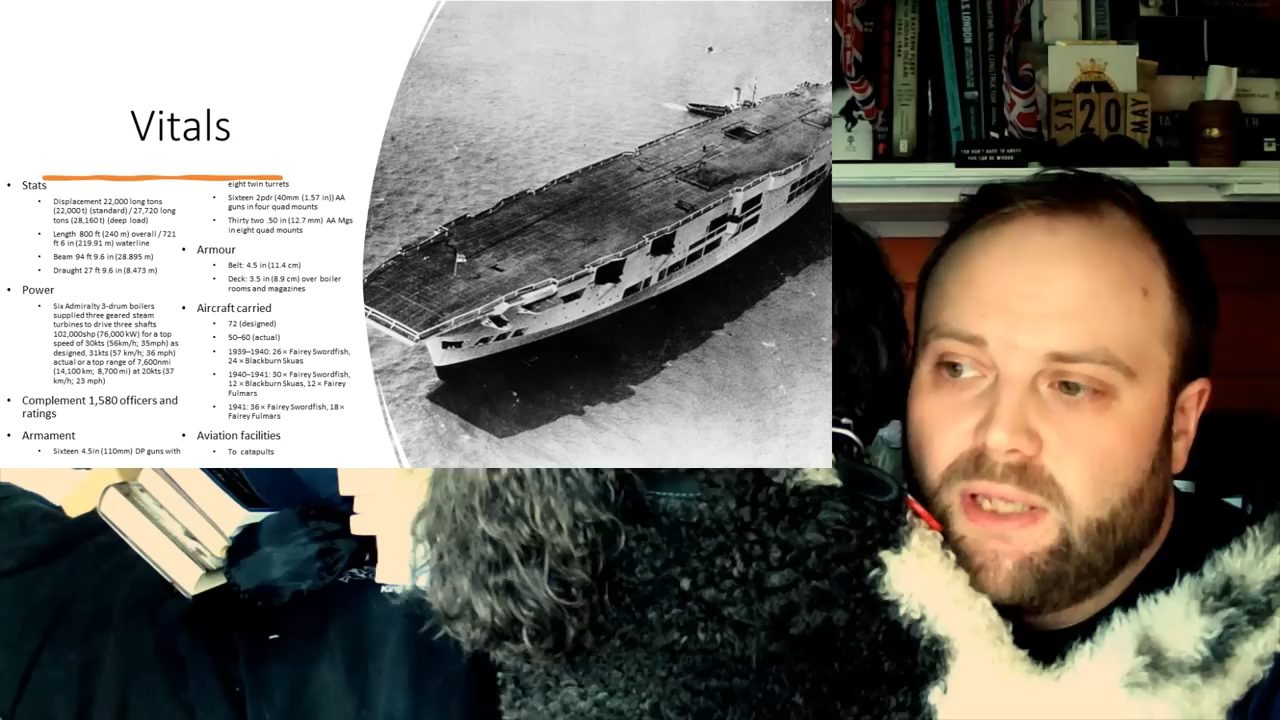 Vitals
• Stats
• Displacement 22,000 long tons
(22,000 t) (standard) / 27,720 long
tons (28,160 t) (deep load)
• Length 800 ft (240 m) overall / 721
ft 6 in (219.91 m) waterline
• Beam 94 ft 9.6 in (28.895 m)
• Draught 27 ft 9.6 in (8.473 m)
• Power
• Six Admiralty 3-drum boilers
supplied three geared steam
turbines to drive three shafts
102,000shp (76,000 kW) for a top
speed of 30kts (56km/h; 35mph) as
designed, 31kts (57 km/h; 36 mph)
actual or a top range of 7,600nmi
(14,100 km; 8,700 mi) at 20kts (37
km/h; 23 mph)
• Complement 1,580 officers and
ratings
• Armament
• Sixteen 4.5in (110mm) DP guns with
eight twin turrets
• Sixteen 2pdr (40mm (1.57 in)) AA
guns in four quad mounts
• Thirty two .50 in (12.7 mm) AA Mgs
in eight quad mounts
• Armour
• Belt: 4.5 in (11.4 cm)
• Deck: 3.5 in (8.9 cm) over boiler
rooms and magazines
• Aircraft carried
• 72 (designed)
• 50–60 (actual)
• 1939–1940: 26 × Fairey Swordfish,
24 × Blackburn Skuas
• 1940–1941: 30 × Fairey Swordfish,
12 × Blackburn Skuas, 12 × Fairey
Fulmars
• 1941: 36 × Fairey Swordfish, 18 ×
Fairey Fulmars
• Aviation facilities
• To catapults
LONDON
SAT 20 MAY